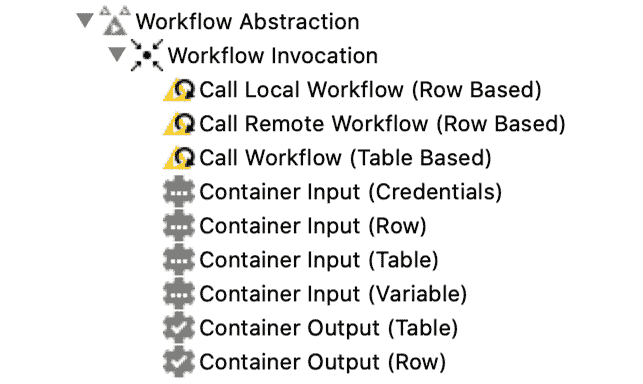 Workflow Abstraction
Workflow Invocation
Call Local Workflow (Row Based)
Call Remote Workflow (Row Based)
Call Workflow (Table Based)
Container Input (Credentials)
Container Input (Row)
Container Input (Table)
Container Input (Variable)
Container Output (Table)
Container Output (Row)